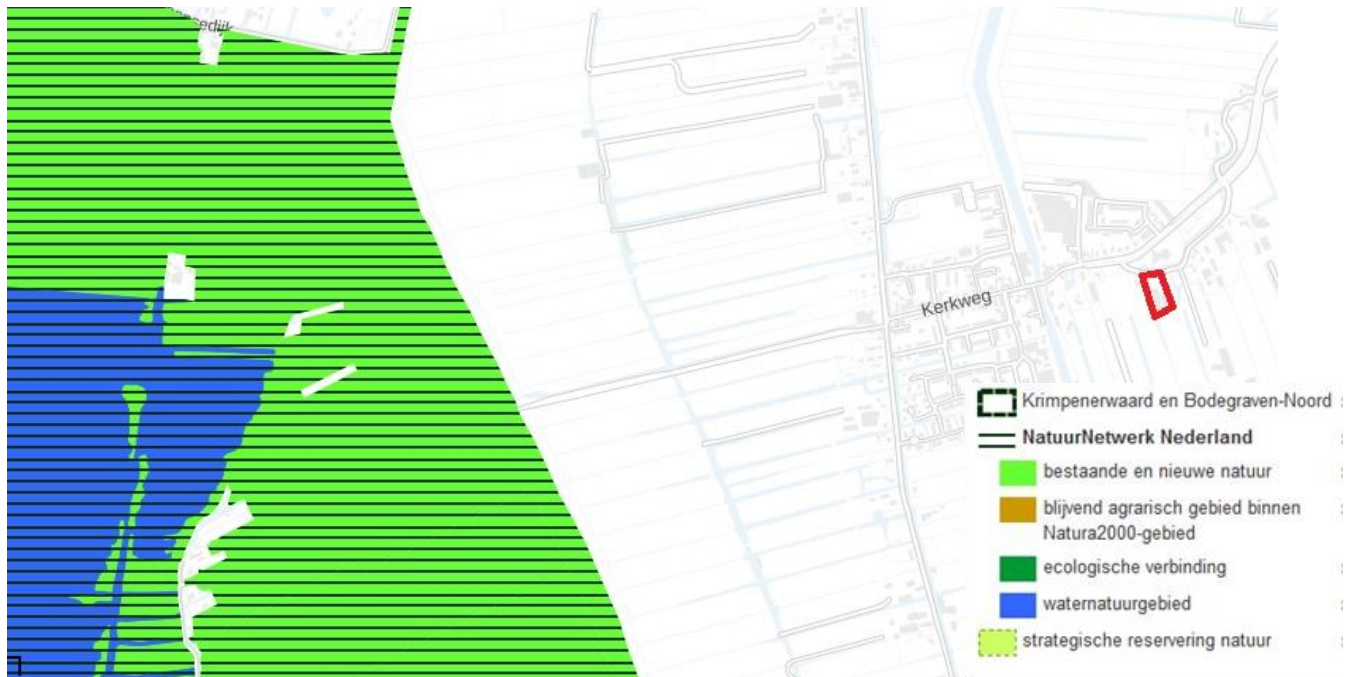 Kerkweg
Krimpenerwaard en Bodegraven-Noord
NatuurNetwerk Nederland
bestaande en nieuwe natuur
blijvend agrarisch gebied binnen
Natura2000-gebied
ecologische verbinding
waternatuurgebied
strategische reservering natuur